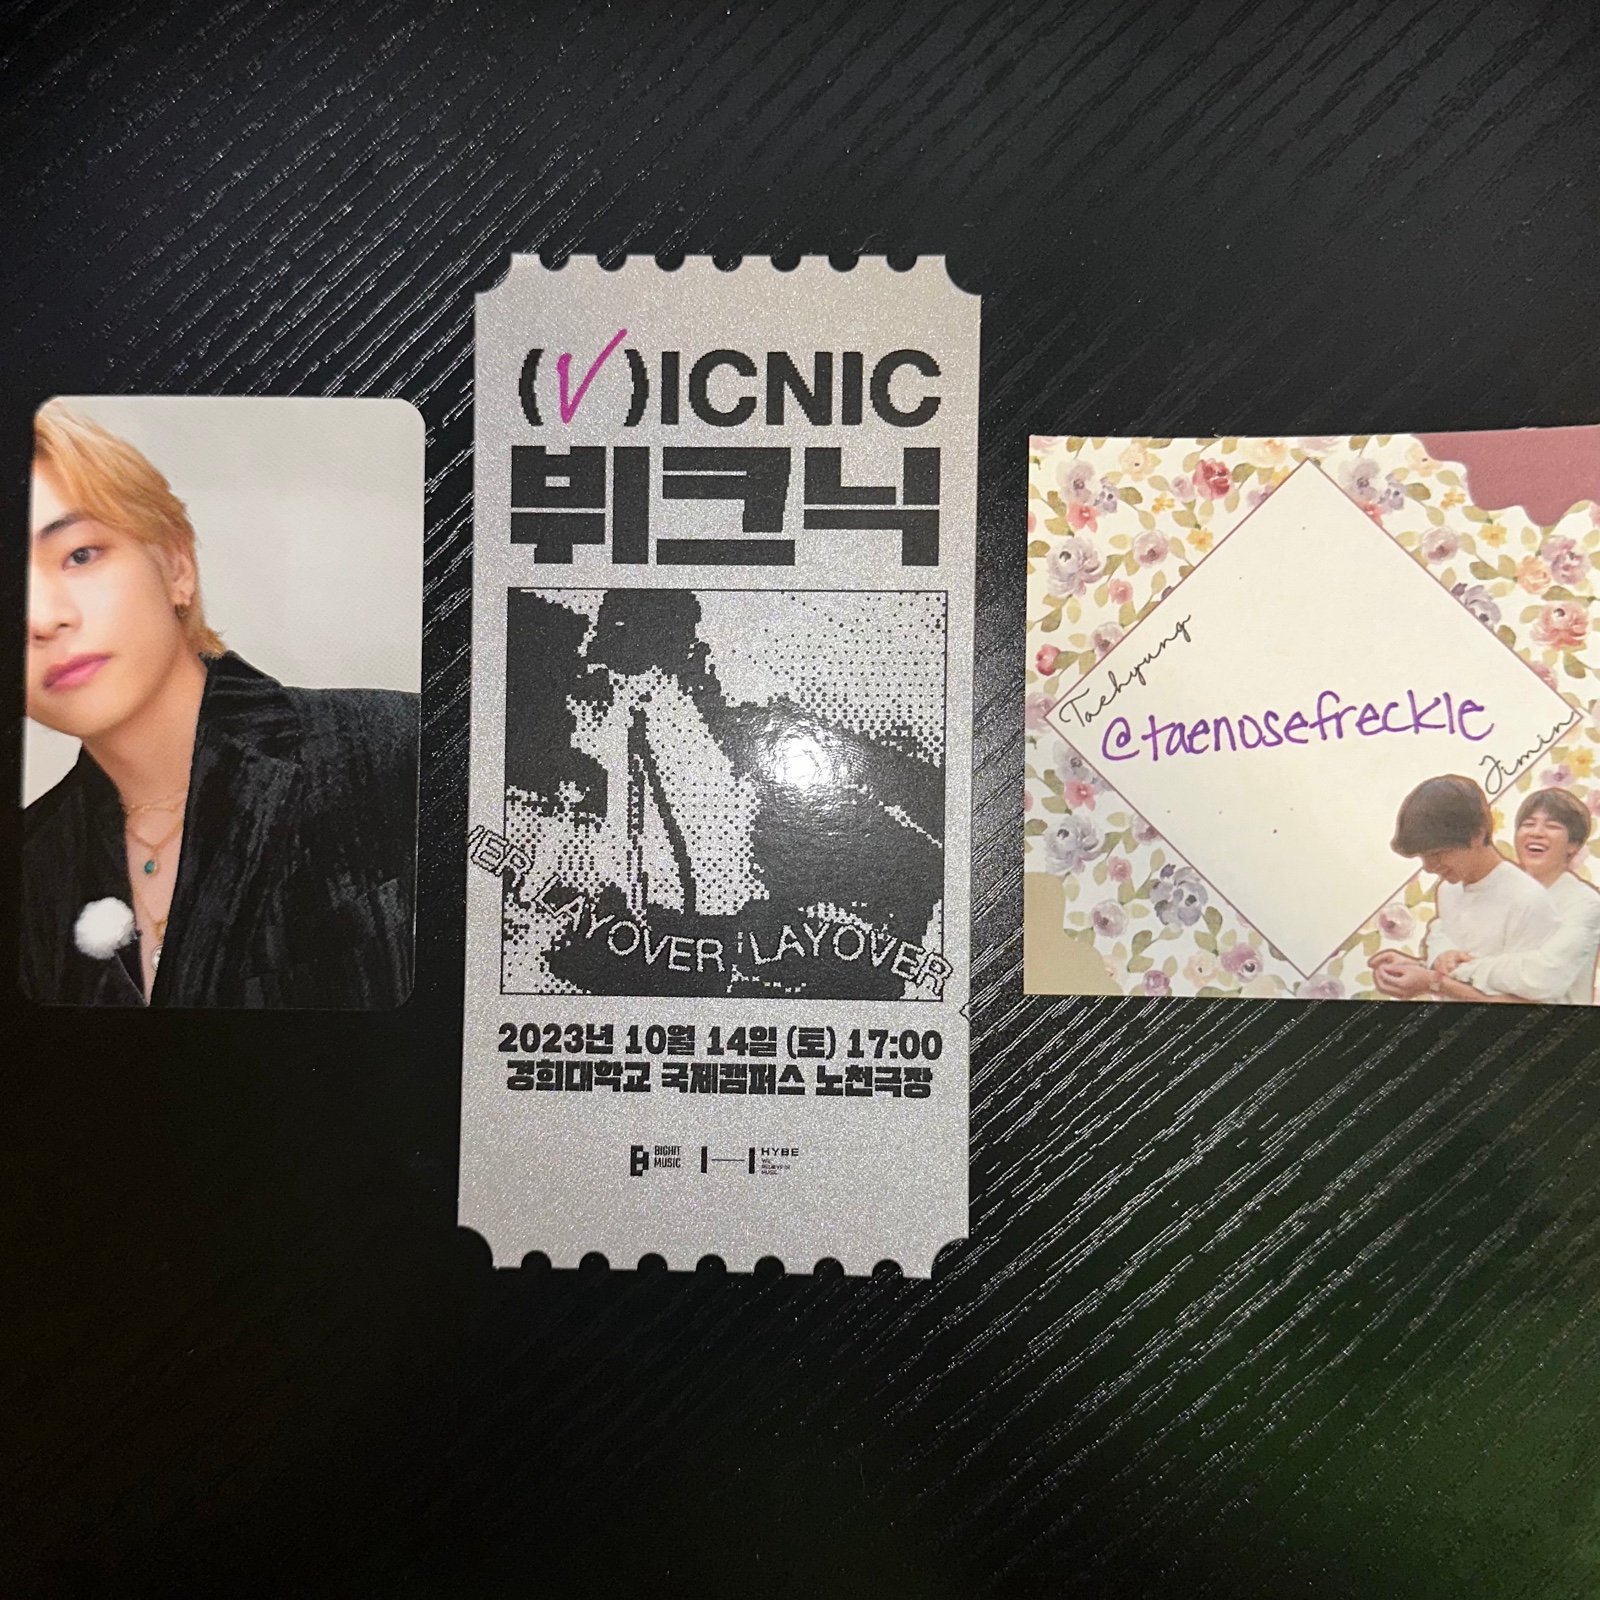 (V)ICNIC
뷔크닉
LAYOVER LAYOVER
2023년 10월 14일 (토) 17:00
경희대학교 국제캠퍼스 노천극장
BIGHIT
MUSIC
HYBE
Taehyung
@taenosefreckle
Jimin